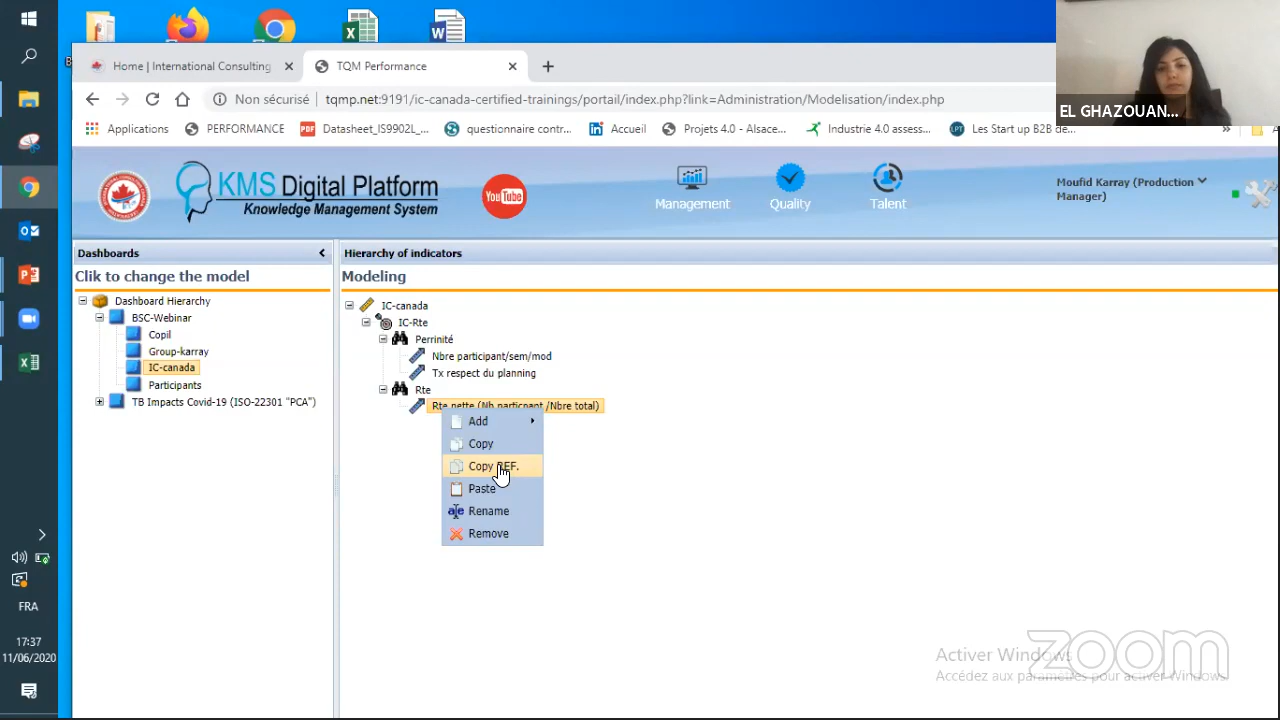 EL GHAZOUAN...
Home | International Consulting
TQM Performance
Non sécurisé
tqmp.net:9191/ic-canada-certified-trainings/portail/index.php?link=Administration/Modelisation/index.php
Applications
PERFORMANCE
Datasheet_IS9902L_...
questionnaire contr...
Accueil
Projets 4.0 - Alsace...
Industrie 4.0 assess...
Les Start up B2B de...
KMS Digital Platform
Knowledge Management System
You Tube
Management
Quality
Talent
Moufid Karray (Production
Manager)
Dashboards
Clik to change the model
Dashboard Hierarchy
BSC-Webinar
Copil
Group-karray
IC-canada
Participants
TB Impacts Covid-19 (ISO-22301 "PCA")
Hierarchy of indicators
Modeling
IC-canada
IC-Rte
Perrinité
Nbre participant/sem/mod
Tx respect du planning
Rte
Rte nette (Nb particpant /Nbre total)
Add
Copy
Copy REF.
Paste
Rename
Remove
FRA
17:37
11/06/2020
Activer Windows
Accédez aux paramètres pour activer Windows.
zoom